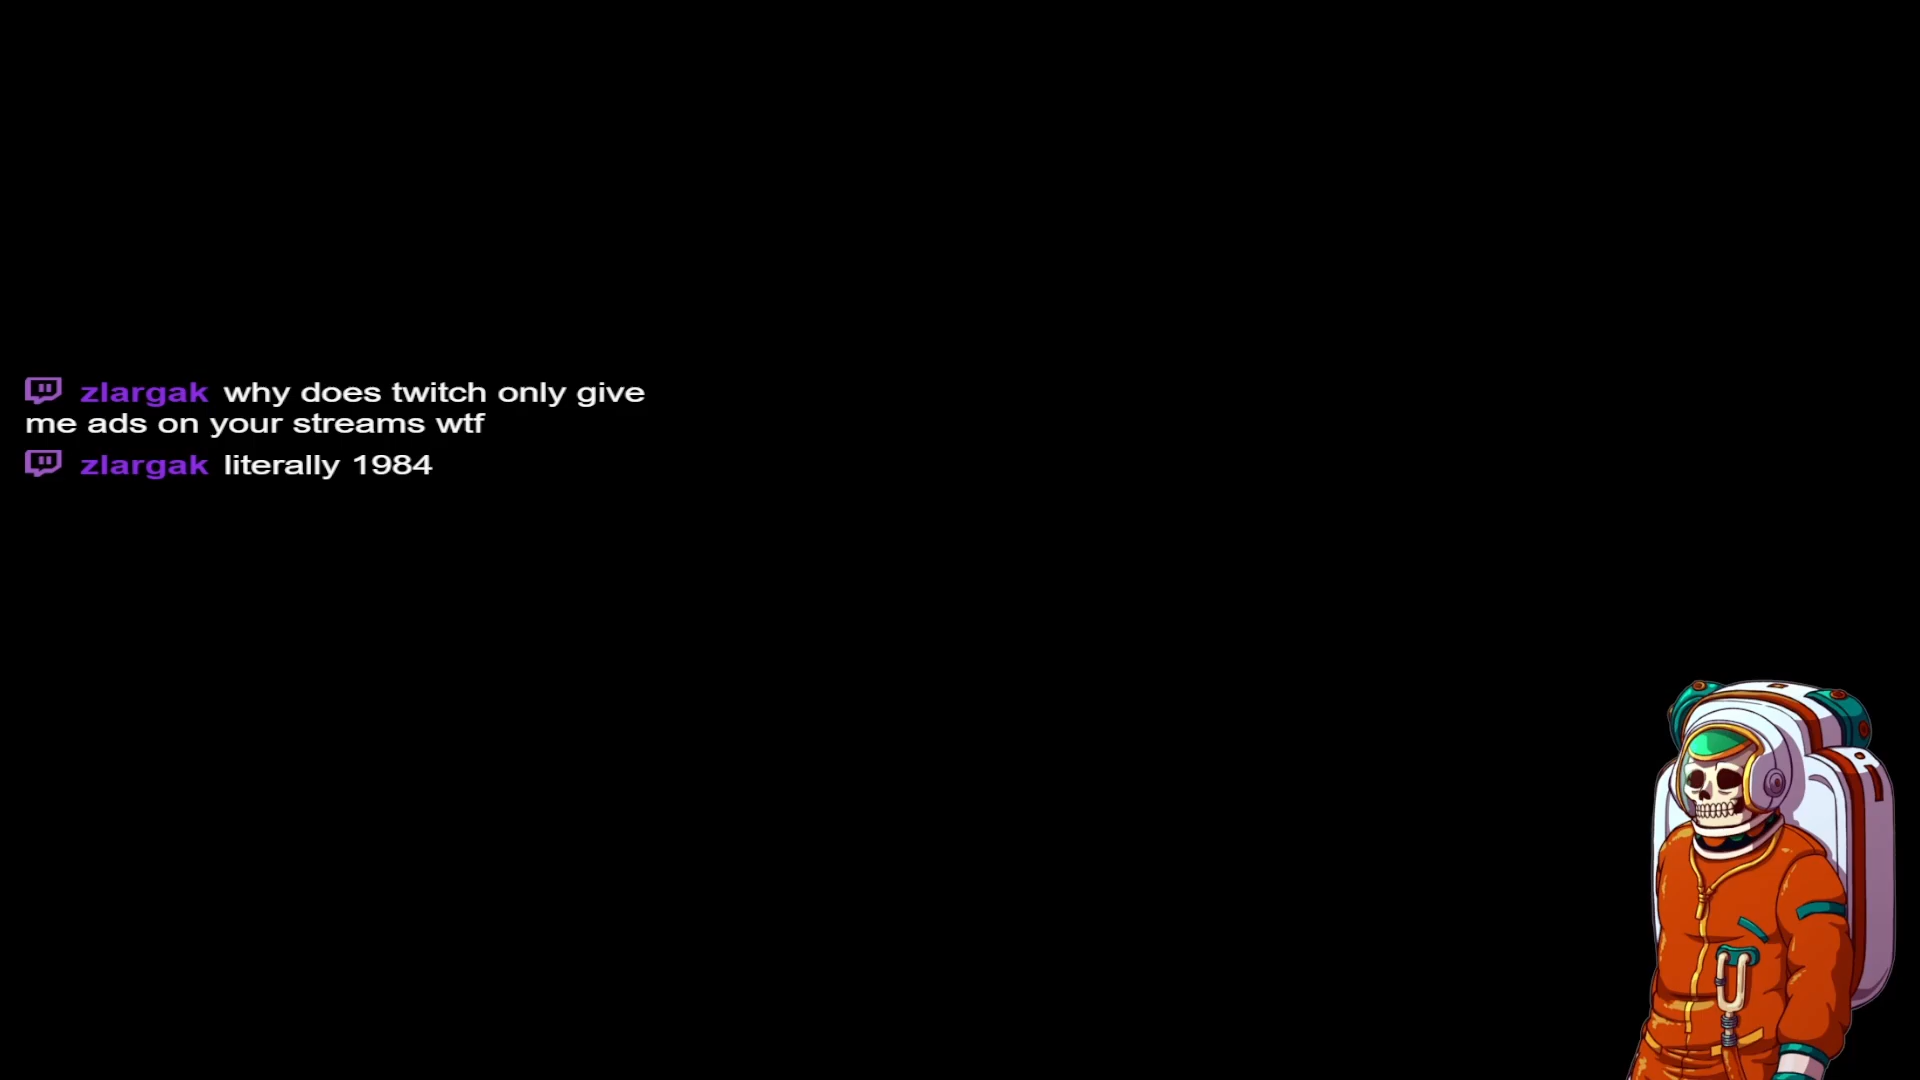 zlargak why does twitch only give
me ads on your streams wtf
zlargak literally 1984